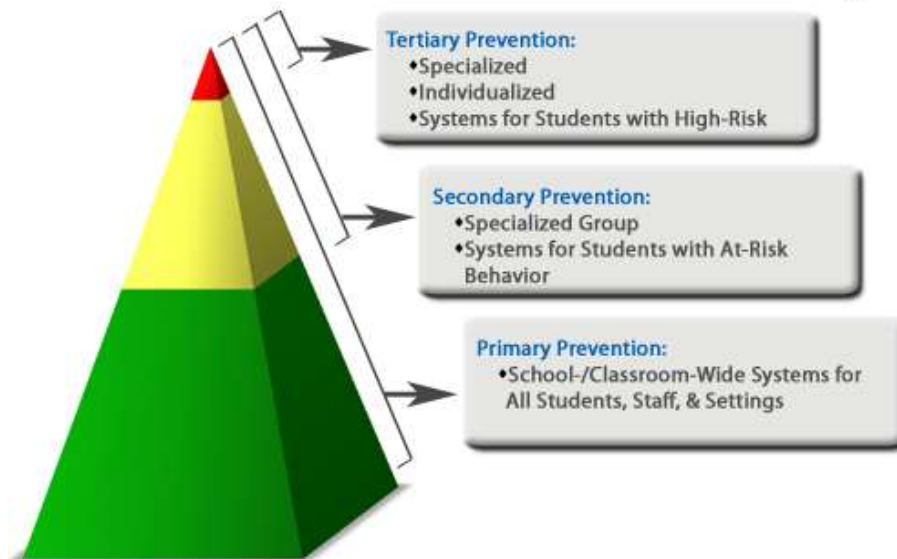 Tertiary Prevention:
♦Specialized
♦Individualized
♦Systems for Students with High-Risk
Secondary Prevention:
♦Specialized Group
♦Systems for Students with At-Risk
Behavior
Primary Prevention:
♦School-/Classroom-Wide Systems for
All Students, Staff, & Settings